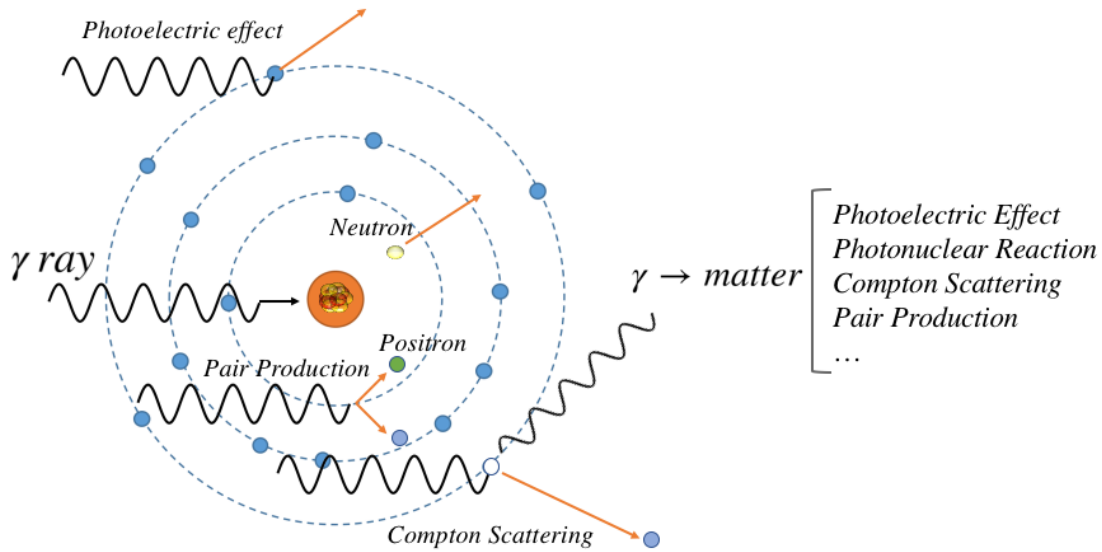 Photoelectric effect
Neutron
γ ray
Positron
Pair Production
Compton Scattering
γ → matter
Photoelectric Effect
Photonuclear Reaction
Compton Scattering
Pair Production
…